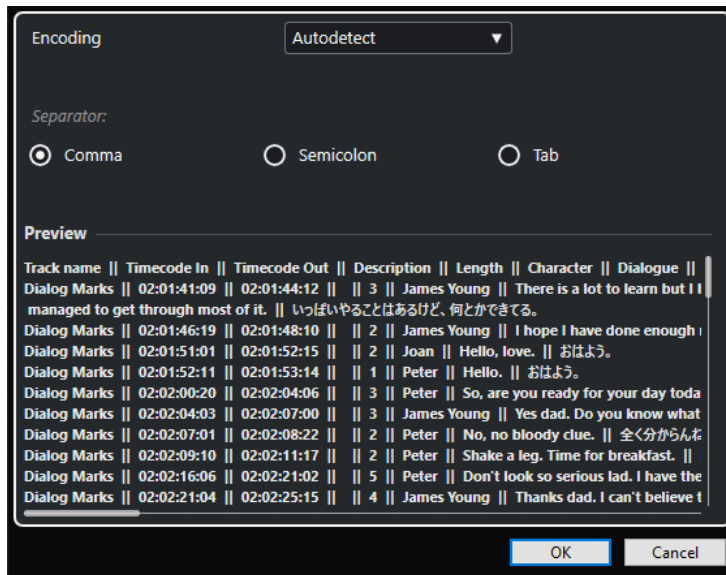 Encoding Autodetect
Separator:
Comma Semicolon Tab
Preview
Track name || Timecode In || Timecode Out || Description || Length || Character || Dialogue ||
Dialog Marks || 02:01:41:09 || 02:01:44:12 || || 3 || James Young || There is a lot to learn but I
managed to get through most of it. || いっぱいやることはあるけど、何とかできてる。
Dialog Marks || 02:01:46:19 || 02:01:48:10 || || 2 || James Young || I hope I have done enough
Dialog Marks || 02:01:51:01 || 02:01:52:15 || || 2 || Joan || Hello, love. || おはよう。
Dialog Marks || 02:01:52:11 || 02:01:53:14 || || 1 || Peter || Hello. || おはよう。
Dialog Marks || 02:02:00:20 || 02:02:04:06 || || 3 || Peter || So, are you ready for your day toda
Dialog Marks || 02:02:04:03 || 02:02:07:00 || || 3 || James Young || Yes dad. Do you know what
Dialog Marks || 02:02:07:01 || 02:02:08:22 || || 2 || Peter || No, no bloody clue. || 全く分からんね
Dialog Marks || 02:02:09:10 || 02:02:11:17 || || 2 || Peter || Shake a leg. Time for breakfast. ||
Dialog Marks || 02:02:16:06 || 02:02:21:02 || || 5 || Peter || Don't look so serious lad. I have the
Dialog Marks || 02:02:21:04 || 02:02:25:15 || || 4 || James Young || Thanks dad. I can't believe t
OK Cancel